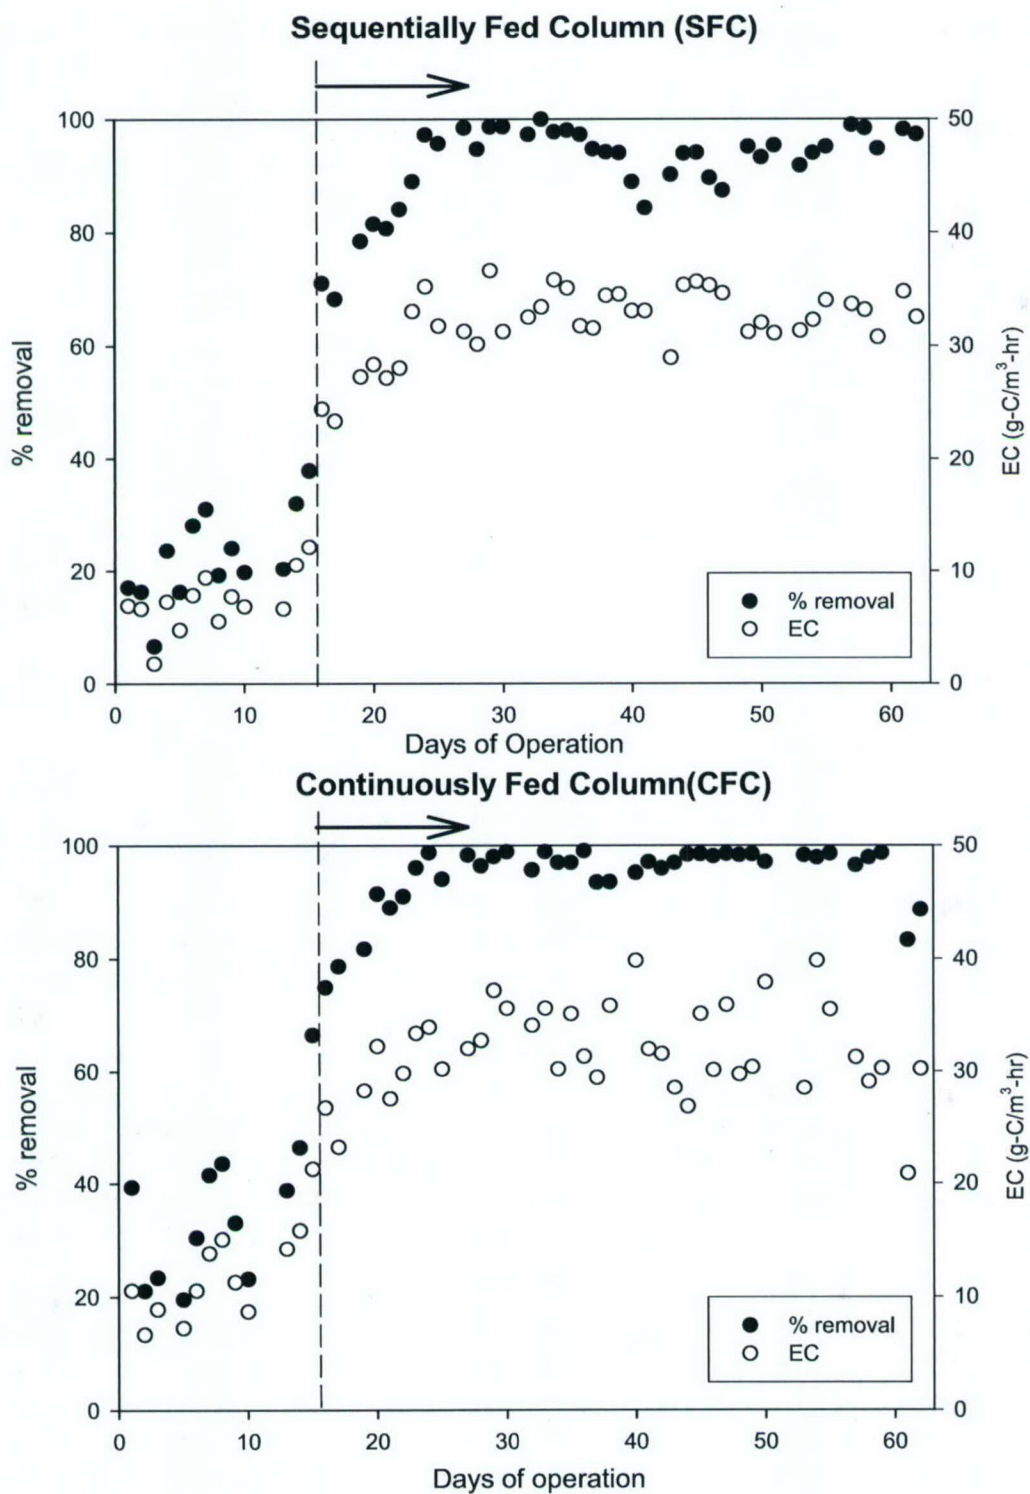 Sequentially Fed Column (SFC)
100
80
60
40
20
0
% removal
50
40
30
20
10
0
EC (g-C/m³-hr)
% removal
EC
0 10 20 30 40 50 60
Days of Operation
Continuously Fed Column(CFC)
100
80
60
40
20
0
% removal
50
40
30
20
10
0
EC (g-C/m³-hr)
% removal
EC
0 10 20 30 40 50 60
Days of operation